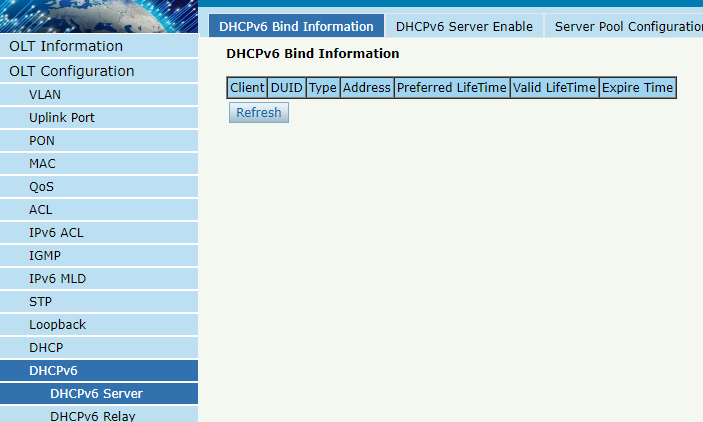 DHCPv6 Bind Information DHCPv6 Server Enable Server Pool Configuration
OLT Information
OLT Configuration
VLAN
Uplink Port
PON
MAC
QoS
ACL
IPv6 ACL
IGMP
IPv6 MLD
STP
Loopback
DHCP
DHCPv6
DHCPv6 Server
DHCPv6 Relay
DHCPv6 Bind Information
Client DUID Type Address Preferred LifeTime Valid LifeTime Expire Time
Refresh